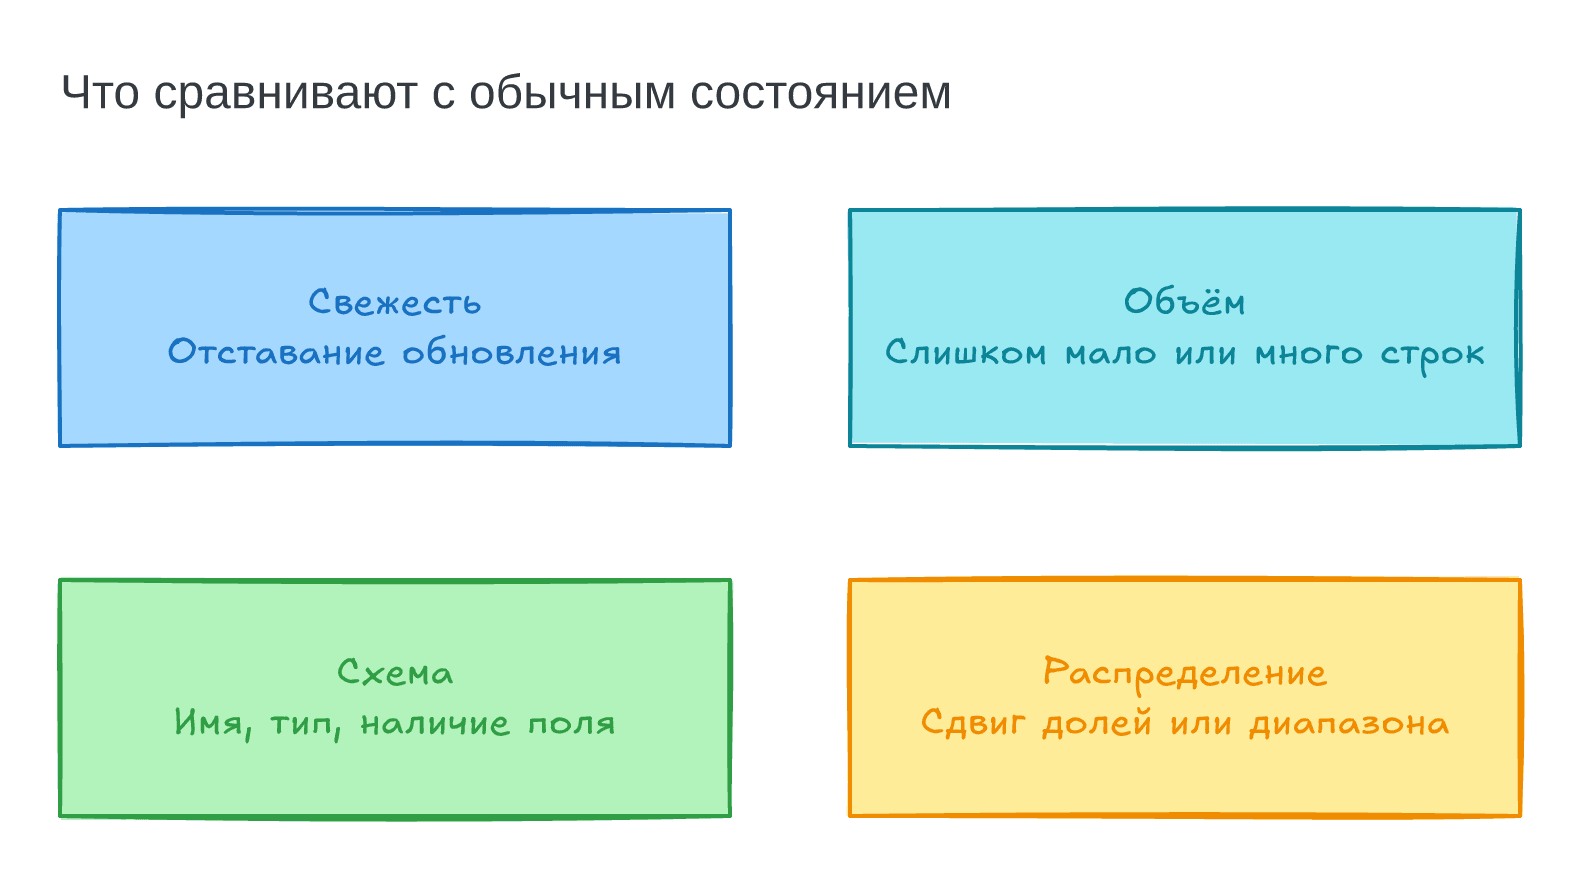 Что сравнивают с обычным состоянием
Свежесть
Отставание обновления
Объём
Слишком мало или много строк
Схема
Имя, тип, наличие поля
Распределение
Сдвиг долей или диапазона